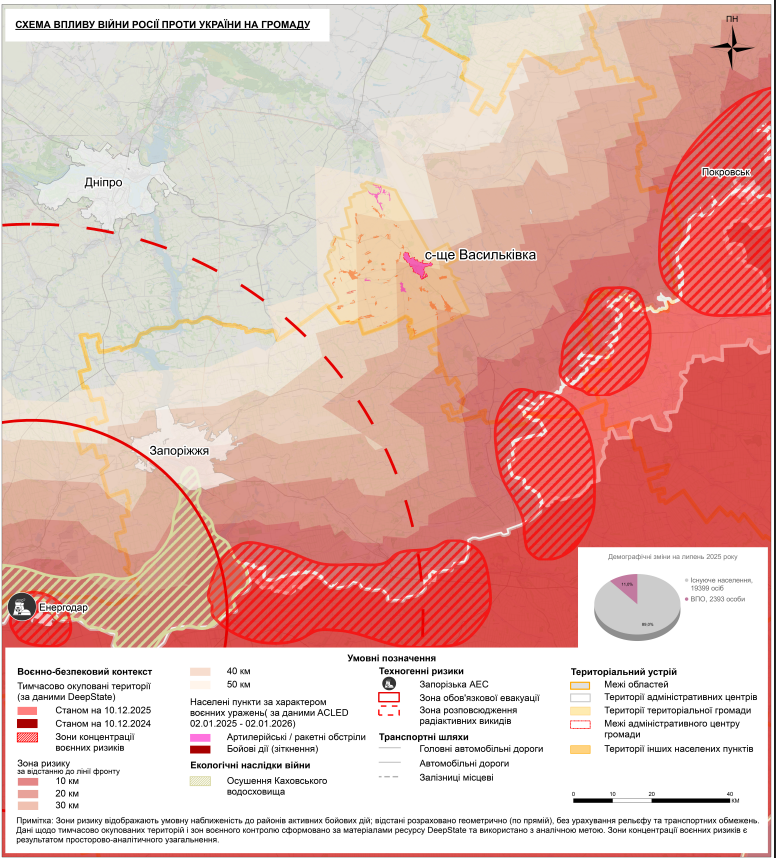 СХЕМА ВПЛИВУ ВІЙНИ РОСІЇ ПРОТИ УКРАЇНИ НА ГРОМАДУ
ПН
Покровськ
Дніпро
с-ще Васильківка
Запоріжжя
Енергодар
Демографічні зміни на липень 2025 року
11,0%
89,0%
Існуюче населення,
19399 осіб
ВПО, 2393 особи
Умовні позначення
Воєнно-безпековий контекст
Тимчасово окуповані території
(за даними DeepState)
Станом на 10.12.2025
Станом на 10.12.2024
Зони концентрації
воєнних ризиків
Зона ризику
за відстанню до лінії фронту
10 км
20 км
30 км
40 км
50 км
Населені пункти за характером
воєнних уражень( за даними ACLED
02.01.2025 - 02.01.2026)
Артилерійські / ракетні обстріли
Бойові дії (зіткнення)
Екологічні наслідки війни
Осушення Каховського
водосховища
Техногенні ризики
Запорізька АЕС
Зона обов'язкової евакуації
Зона розповсюдження
радіактивних викидів
Транспортні шляхи
Головні автомобільні дороги
Автомобільні дороги
Залізниці місцеві
Територіальний устрій
Межі областей
Території адміністративних центрів
Території територіальної громади
Межі адміністративного центру
громади
Території інших населених пунктів
0 10 20 30 40
КМ
Примітка: Зони ризику відображають умовну наближеність до районів активних бойових дій; відстані розраховано геометрично (по прямій), без урахування рельєфу та транспортних обмежень.
Дані щодо тимчасово окупованих територій і зон воєнного контролю сформовано за матеріалами ресурсу DeepState та використано з аналічною метою. Зони концентрації воєнних ризиків є
результатом просторово-аналітичного узагальнення.